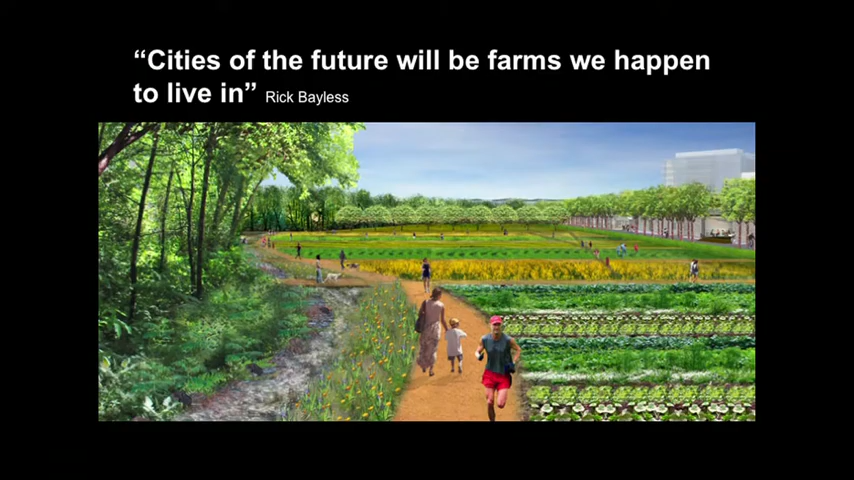 “Cities of the future will be farms we happen
to live in” Rick Bayless